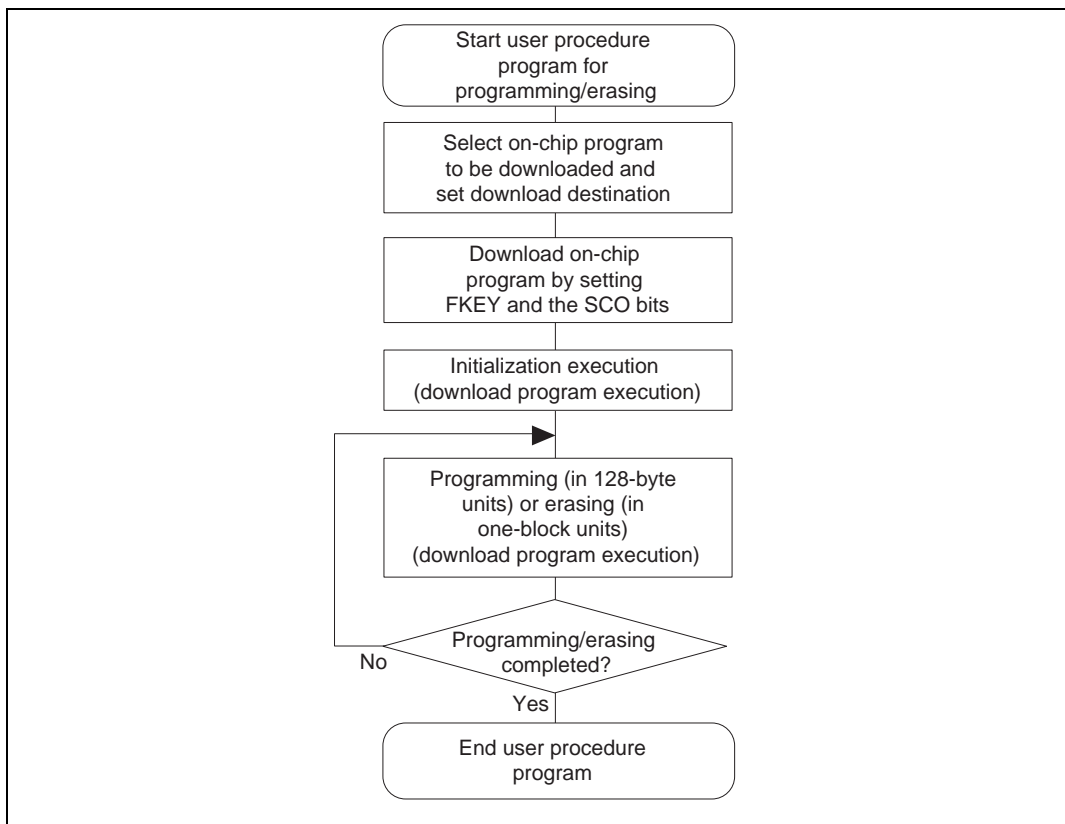 Start user procedure
program for
programming/erasing
Select on-chip program
to be downloaded and
set download destination
Download on-chip
program by setting
FKEY and the SCO bits
Initialization execution
(download program execution)
Programming (in 128-byte
units) or erasing (in
one-block units)
(download program execution)
Programming/erasing
completed?
No
Yes
End user procedure
program